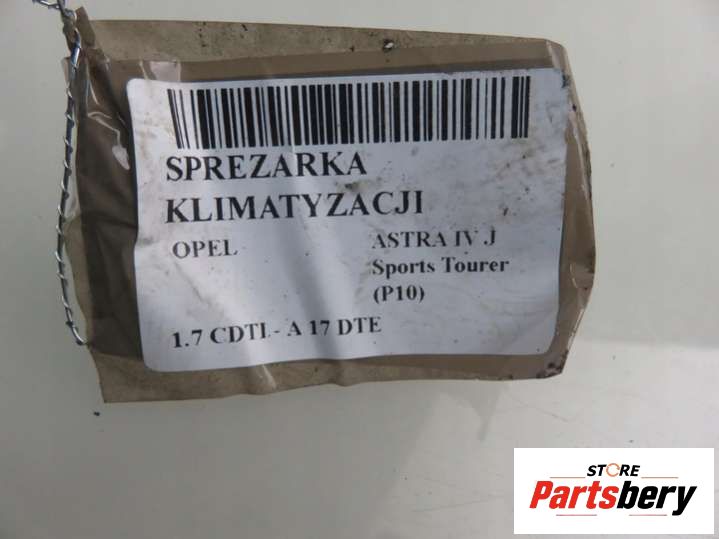 SPREZARKA
KLIMATYZACJI
OPEL ASTRA IV J
Sports Tourer
(P10)
1.7 CDTI - A 17 DTE
STORE
Partsbery